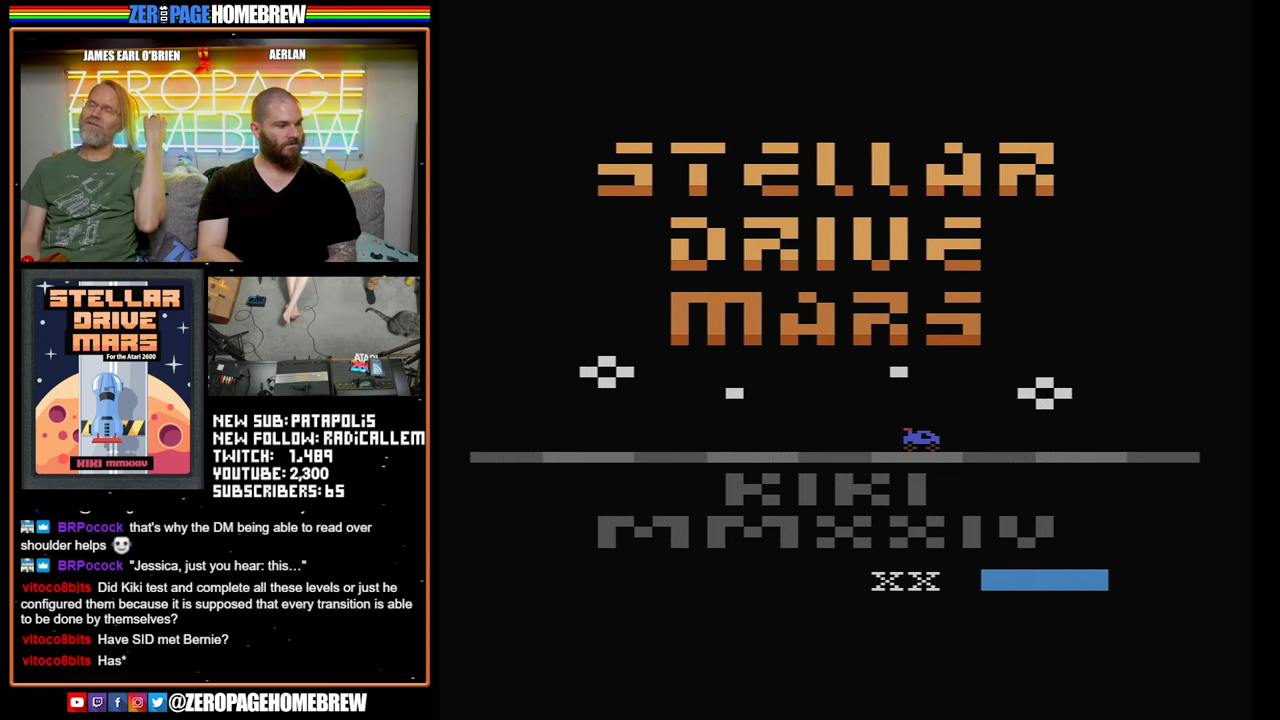 ZEROPAGE HOMEBREW
JAMES EARL O'BRIEN
AERLAN
ZEROPAGE
HOMEBREW
STELLAR
DRIVE
MARS
For the Atari 2600
KIKI MMXXIV
NEW SUB: PATAPOLIS
NEW FOLLOW: RADICALLEM
TWITCH: 1,489
YOUTUBE: 2,300
SUBSCRIBERS: 65
BRPocock that's why the DM being able to read over
shoulder helps
BRPocock "Jessica, just you hear: this…"
vitoco8bits Did Kiki test and complete all these levels or just he
configured them because it is supposed that every transition is able
to be done by themselves?
vitoco8bits Have SID met Bernie?
vitoco8bits Has*
@ZEROPAGEHOMEBREW
STELLAR
DRIVE
MARS
KIKI
MMXXIV
XX